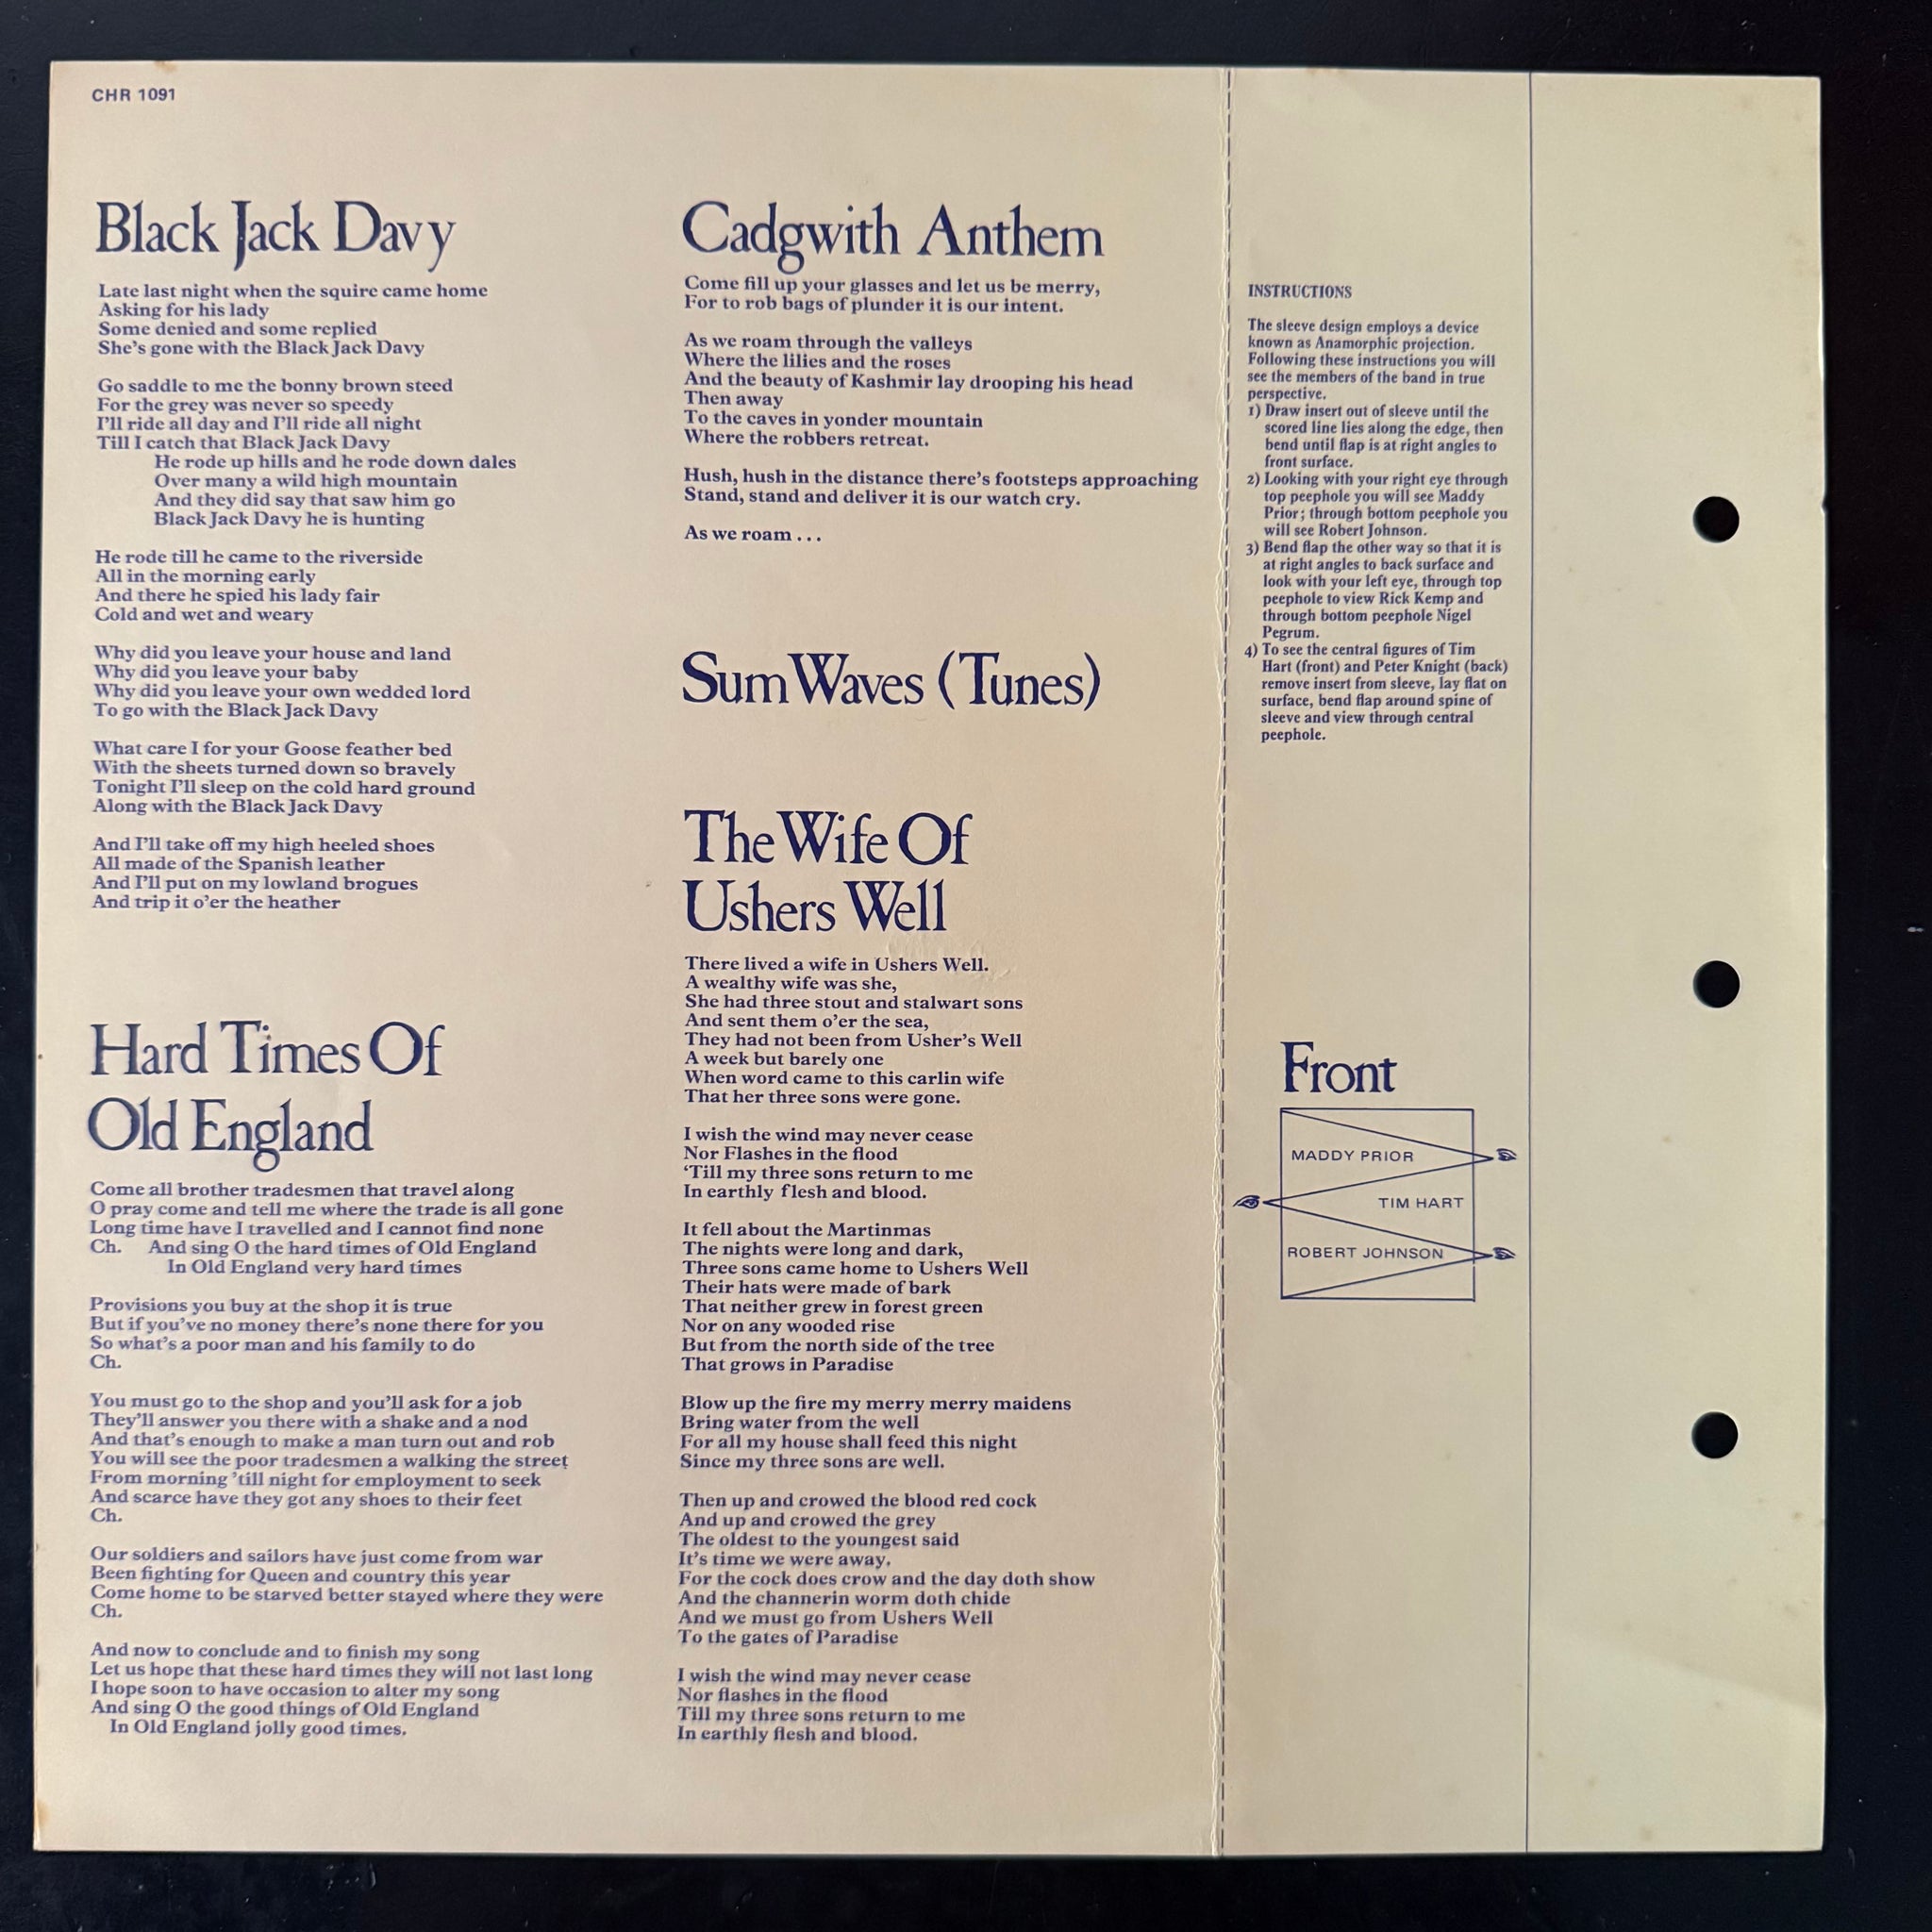 CHR 1091
Black Jack Davy
Late last night when the squire came home
Asking for his lady
Some denied and some replied
She's gone with the Black Jack Davy
Go saddle to me the bonny brown steed
For the grey was never so speedy
I'll ride all day and I'll ride all night
Till I catch that Black Jack Davy
He rode up hills and he rode down dales
Over many a wild high mountain
And they did say that saw him go
Black Jack Davy he is hunting
He rode till he came to the riverside
All in the morning early
And there he spied his lady fair
Cold and wet and weary
Why did you leave your house and land
Why did you leave your baby
Why did you leave your own wedded lord
To go with the Black Jack Davy
What care I for your Goose feather bed
With the sheets turned down so bravely
Tonight I'll sleep on the cold hard ground
Along with the Black Jack Davy
And I'll take off my high heeled shoes
All made of the Spanish leather
And I'll put on my lowland brogues
And trip it o'er the heather
Hard Times Of
Old England
Come all brother tradesmen that travel along
O pray come and tell me where the trade is all gone
Long time have I travelled and I cannot find none
Ch. And sing O the hard times of Old England
In Old England very hard times
Provisions you buy at the shop it is true
But if you've no money there's none there for you
So what's a poor man and his family to do
Ch.
You must go to the shop and you'll ask for a job
They'll answer you there with a shake and a nod
And that's enough to make a man turn out and rob
You will see the poor tradesmen a walking the street
From morning 'till night for employment to seek
And scarce have they got any shoes to their feet
Ch.
Our soldiers and sailors have just come from war
Been fighting for Queen and country this year
Come home to be starved better stayed where they were
Ch.
And now to conclude and to finish my song
Let us hope that these hard times they will not last long
I hope soon to have occasion to alter my song
And sing O the good things of Old England
In Old England jolly good times.
Cadgwith Anthem
Come fill up your glasses and let us be merry,
For to rob bags of plunder it is our intent.
As we roam through the valleys
Where the lilies and the roses
And the beauty of Kashmir lay drooping his head
Then away
To the caves in yonder mountain
Where the robbers retreat.
Hush, hush in the distance there's footsteps approaching
Stand, stand and deliver it is our watch cry.
As we roam . . .
Sum Waves (Tunes)
The Wife Of
Ushers Well
There lived a wife in Ushers Well.
A wealthy wife was she,
She had three stout and stalwart sons
And sent them o'er the sea,
They had not been from Usher's Well
A week but barely one
When word came to this carlin wife
That her three sons were gone.
I wish the wind may never cease
Nor Flashes in the flood
'Till my three sons return to me
In earthly flesh and blood.
It fell about the Martinmas
The nights were long and dark,
Three sons came home to Ushers Well
Their hats were made of bark
That neither grew in forest green
Nor on any wooded rise
But from the north side of the tree
That grows in Paradise
Blow up the fire my merry merry maidens
Bring water from the well
For all my house shall feed this night
Since my three sons are well.
Then up and crowed the blood red cock
And up and crowed the grey
The oldest to the youngest said
It's time we were away.
For the cock does crow and the day doth show
And the channerin worm doth chide
And we must go from Ushers Well
To the gates of Paradise
I wish the wind may never cease
Nor flashes in the flood
Till my three sons return to me
In earthly flesh and blood.
INSTRUCTIONS
The sleeve design employs a device
known as Anamorphic projection.
Following these instructions you will
see the members of the band in true
perspective.
1) Draw insert out of sleeve until the
scored line lies along the edge, then
bend until flap is at right angles to
front surface.
2) Looking with your right eye through
top peephole you will see Maddy
Prior; through bottom peephole you
will see Robert Johnson.
3) Bend flap the other way so that it is
at right angles to back surface and
look with your left eye, through top
peephole to view Rick Kemp and
through bottom peephole Nigel
Pegrum.
4) To see the central figures of Tim
Hart (front) and Peter Knight (back)
remove insert from sleeve, lay flat on
surface, bend flap around spine of
sleeve and view through central
peephole.
Front
MADDY PRIOR
TIM HART
ROBERT JOHNSON